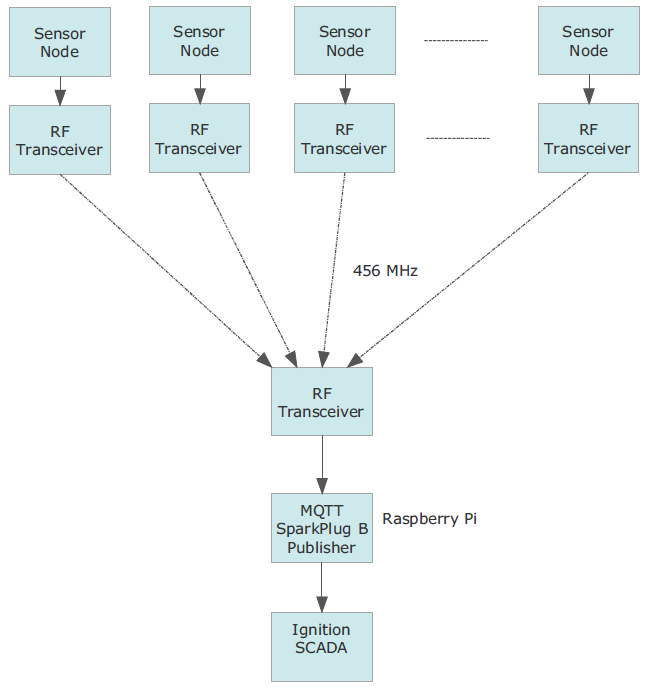 Sensor
Node
Sensor
Node
Sensor
Node
Sensor
Node
RF
Transceiver
RF
Transceiver
RF
Transceiver
RF
Transceiver
456 MHz
RF
Transceiver
MQTT
SparkPlug B
Publisher
Raspberry Pi
Ignition
SCADA